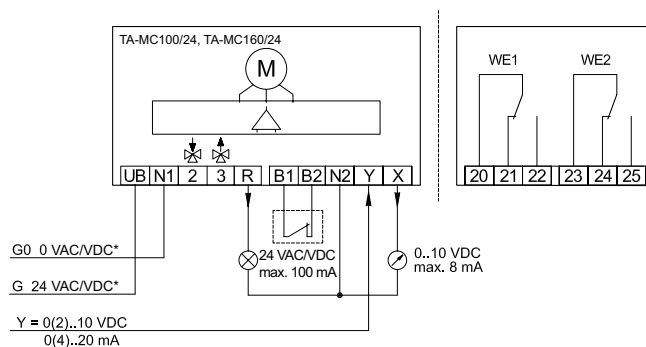 TA-MC100/24, TA-MC160/24
M
UB N1 2 3 R B1 B2 N2 Y X
WE1 WE2
20 21 22 23 24 25
24 VAC/VDC
max. 100 mA
0..10 VDC
max. 8 mA
G0 0 VAC/VDC*
G 24 VAC/VDC*
Y = 0(2)..10 VDC
0(4)..20 mA